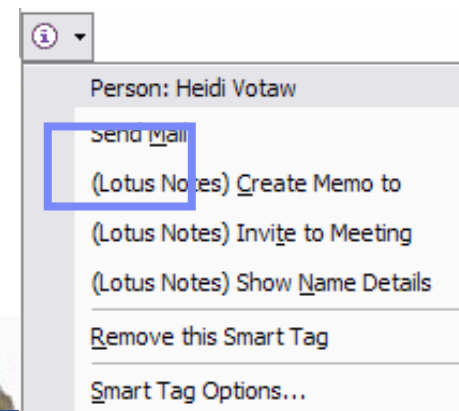 Person: Heidi Votaw
Send Mail
(Lotus Notes) Create Memo to
(Lotus Notes) Invite to Meeting
(Lotus Notes) Show Name Details
Remove this Smart Tag
Smart Tag Options...